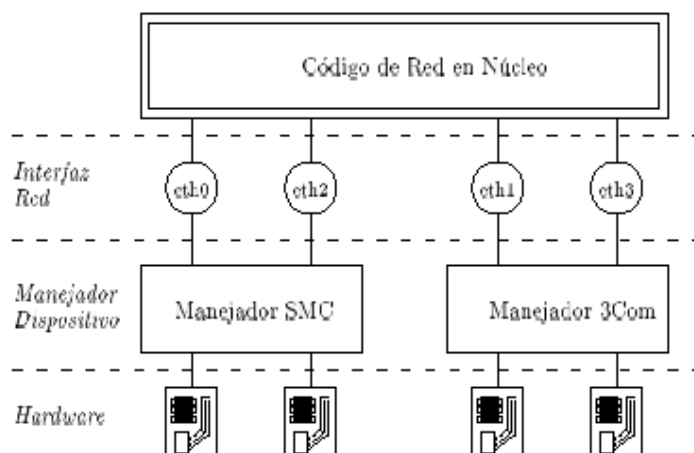 Código de Red en Núcleo
Interfaz
Red
eth0
eth2
eth1
eth3
Manejador
Dispositivo
Manejador SMC
Manejador 3Com
Hardware